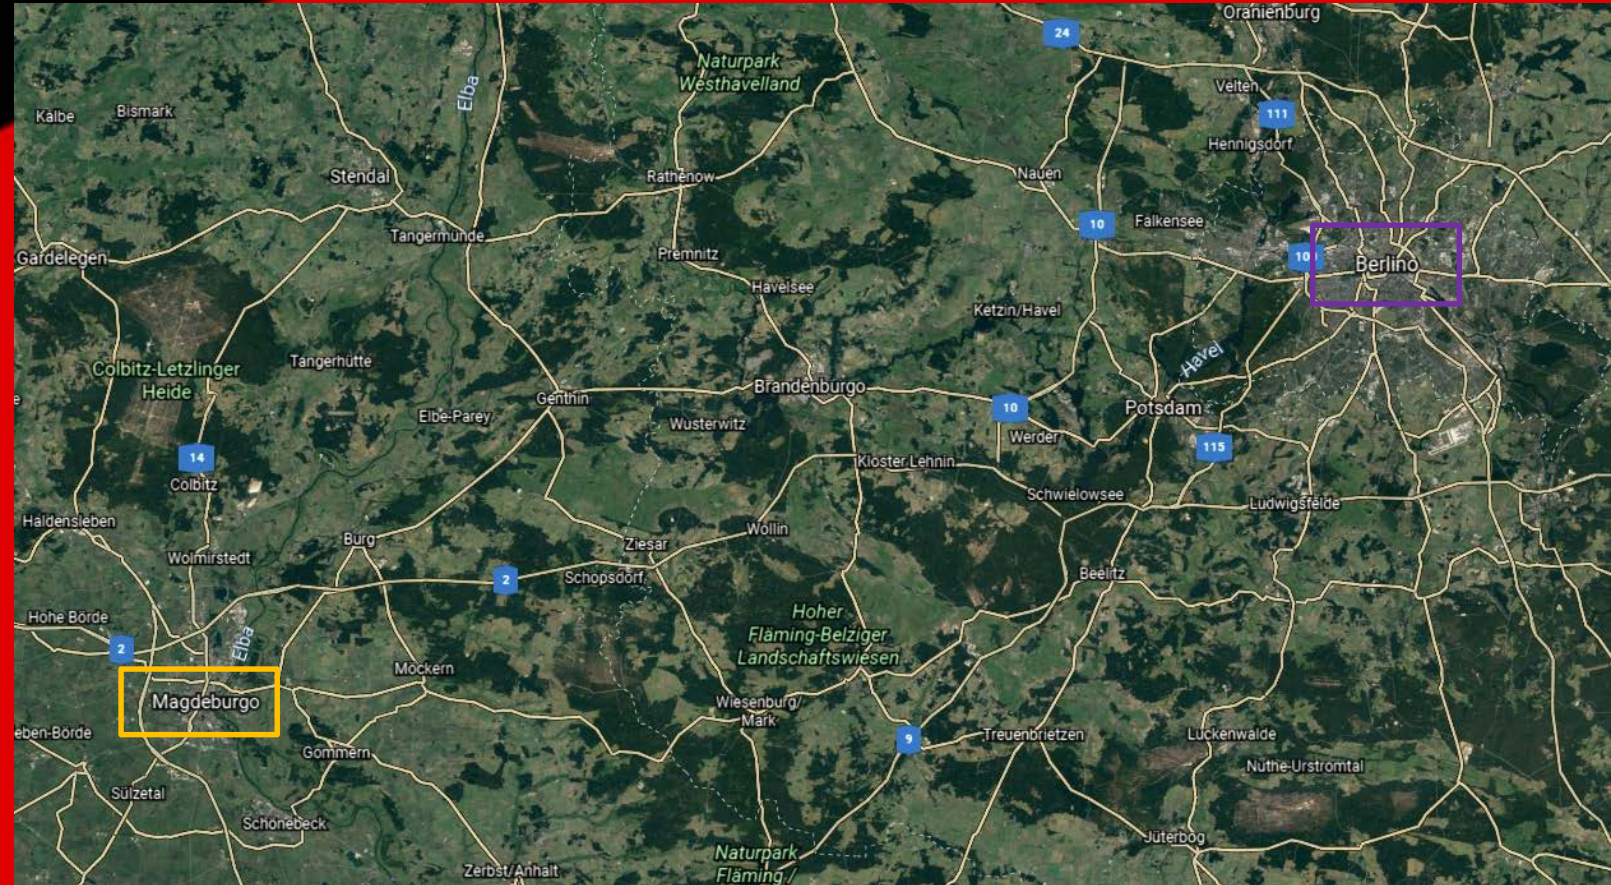 Oranienburg
24
Naturpark
Westhavelland
Elba
Velten
Kalbe
Bismark
111
Hennigsdorf
Stendal
Rathenow
Nauen
10
Falkensee
Tangermünde
Gardelegen
Premnitz
10
Berlino
Havelsee
Ketzin/Havel
Colbitz-Letzlinger
Heide
Tangerhütte
Havel
e
Genthin
Brandenburgo
10
Potsdam
Elbe-Parey
Wusterwitz
Werder
115
14
Colbitz
Kloster Lehnin
Schwielowsee
Ludwigsfelde
Haldensleben
Burg
Wollin
Ziesar
Wolmirstedt
2
Schopsdorf
Beelitz
Hohe Börde
Hoher
Fläming-Belziger
Landschaftswiesen
2
Elba
Möckern
Magdeburgo
Wiesenburg/
Mark
eben-Börde
Gommern
9
Treuenbrietzen
Luckenwalde
Nuthe-Urstromtal
Sülzetal
Schönebeck
Jüterbog
Naturpark
Fläming /
Zerbst/Anhalt